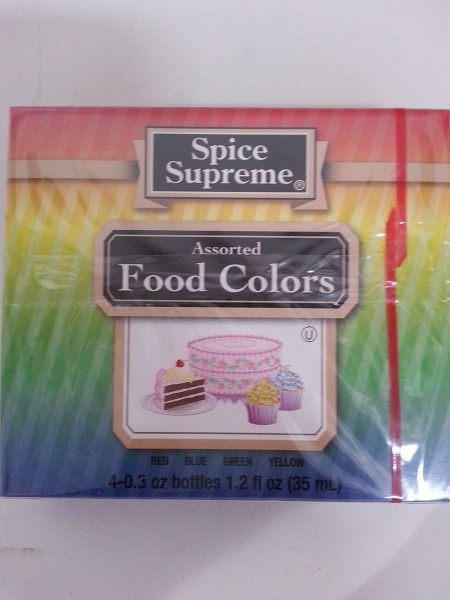 Spice
Supreme®
Assorted
Food Colors
U
RED BLUE GREEN YELLOW
4-0.3 oz bottles 1.2 fl oz (35 mL)